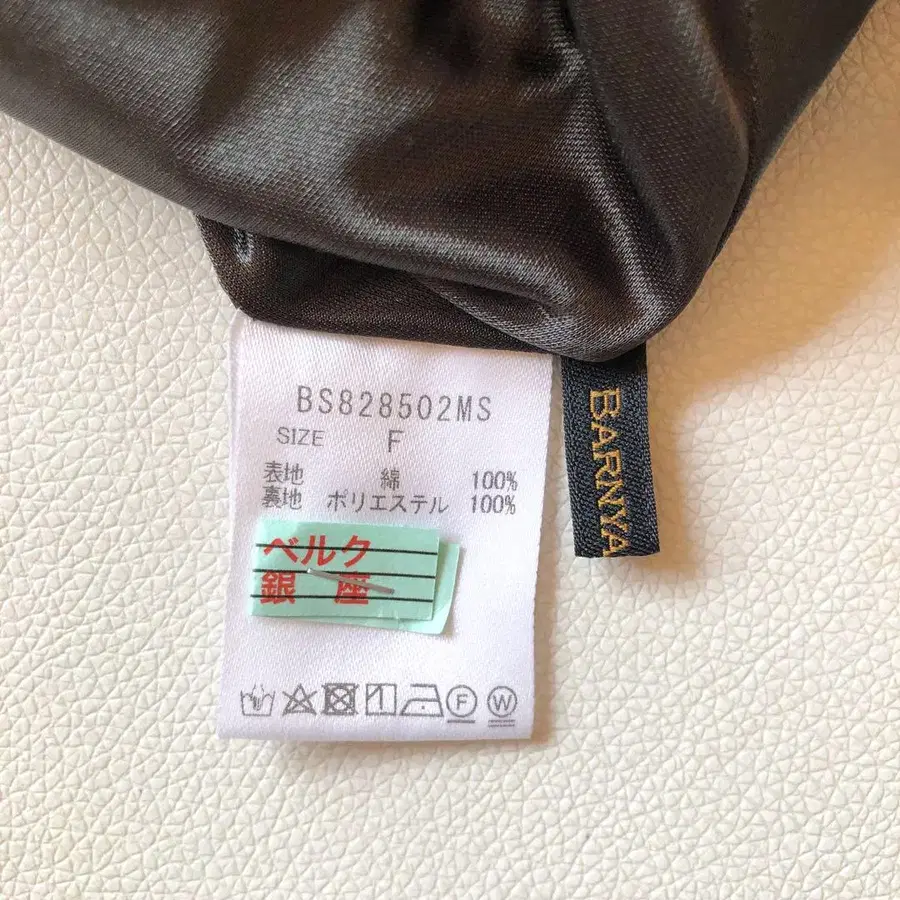 BS828502MS
SIZE F
表地 綿 100%
裏地 ポリエステル 100%
ベルク
銀 座
F
W
BARNYA